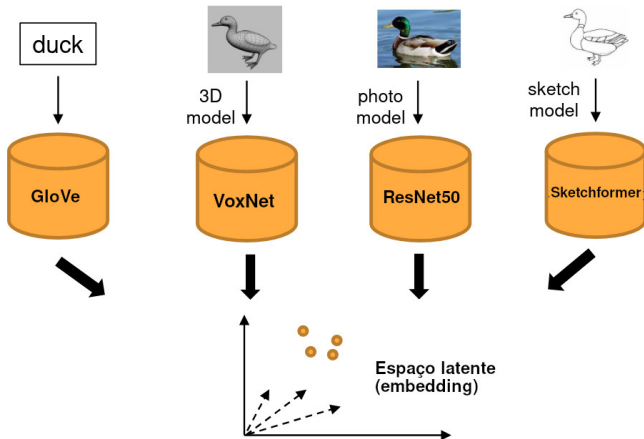 duck
3D
model
photo
model
sketch
model
GloVe
VoxNet
ResNet50
Sketchformer
Espaço latente
(embedding)